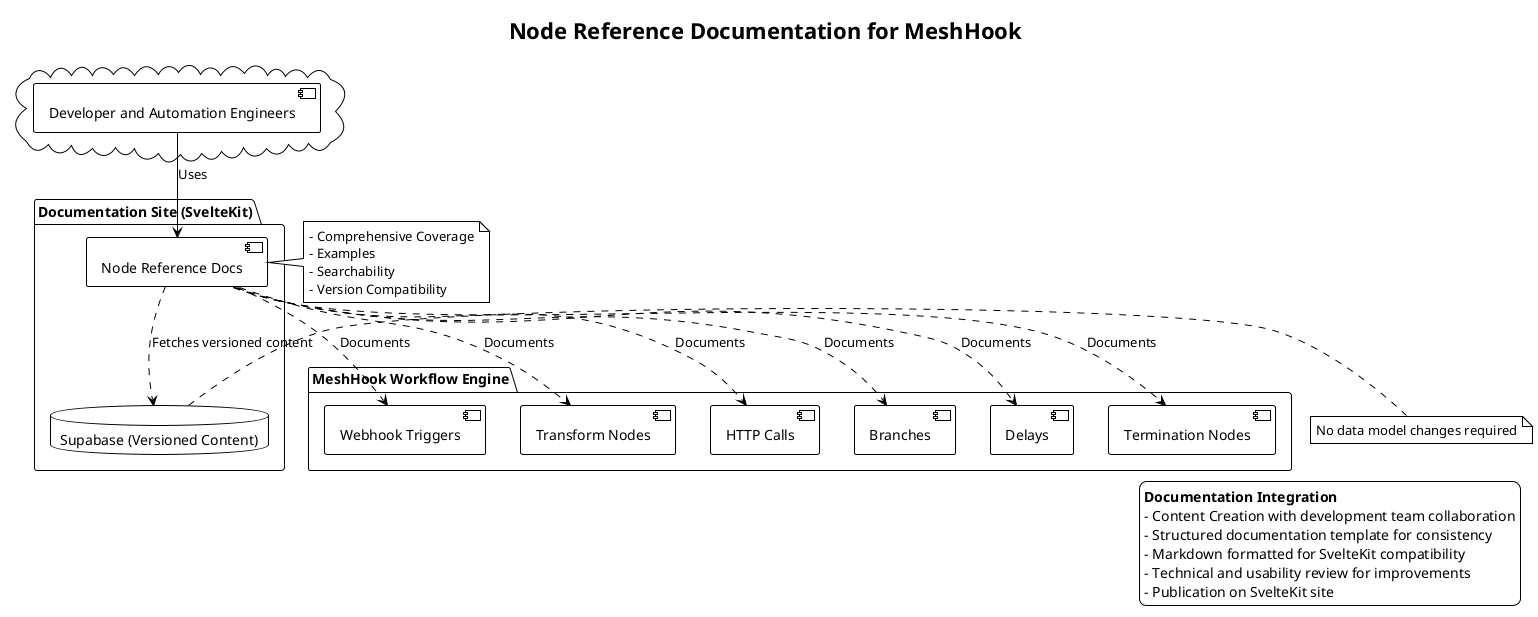 Node Reference Documentation for MeshHook
Developer and Automation Engineers
Uses
Documentation Site (SvelteKit)
Node Reference Docs
- Comprehensive Coverage
- Examples
- Searchability
- Version Compatibility
Fetches versioned content
Documents
Documents
Documents
Documents
Documents
Documents
MeshHook Workflow Engine
Supabase (Versioned Content)
Webhook Triggers
Transform Nodes
HTTP Calls
Branches
Delays
Termination Nodes
No data model changes required
Documentation Integration
- Content Creation with development team collaboration
- Structured documentation template for consistency
- Markdown formatted for SvelteKit compatibility
- Technical and usability review for improvements
- Publication on SvelteKit site